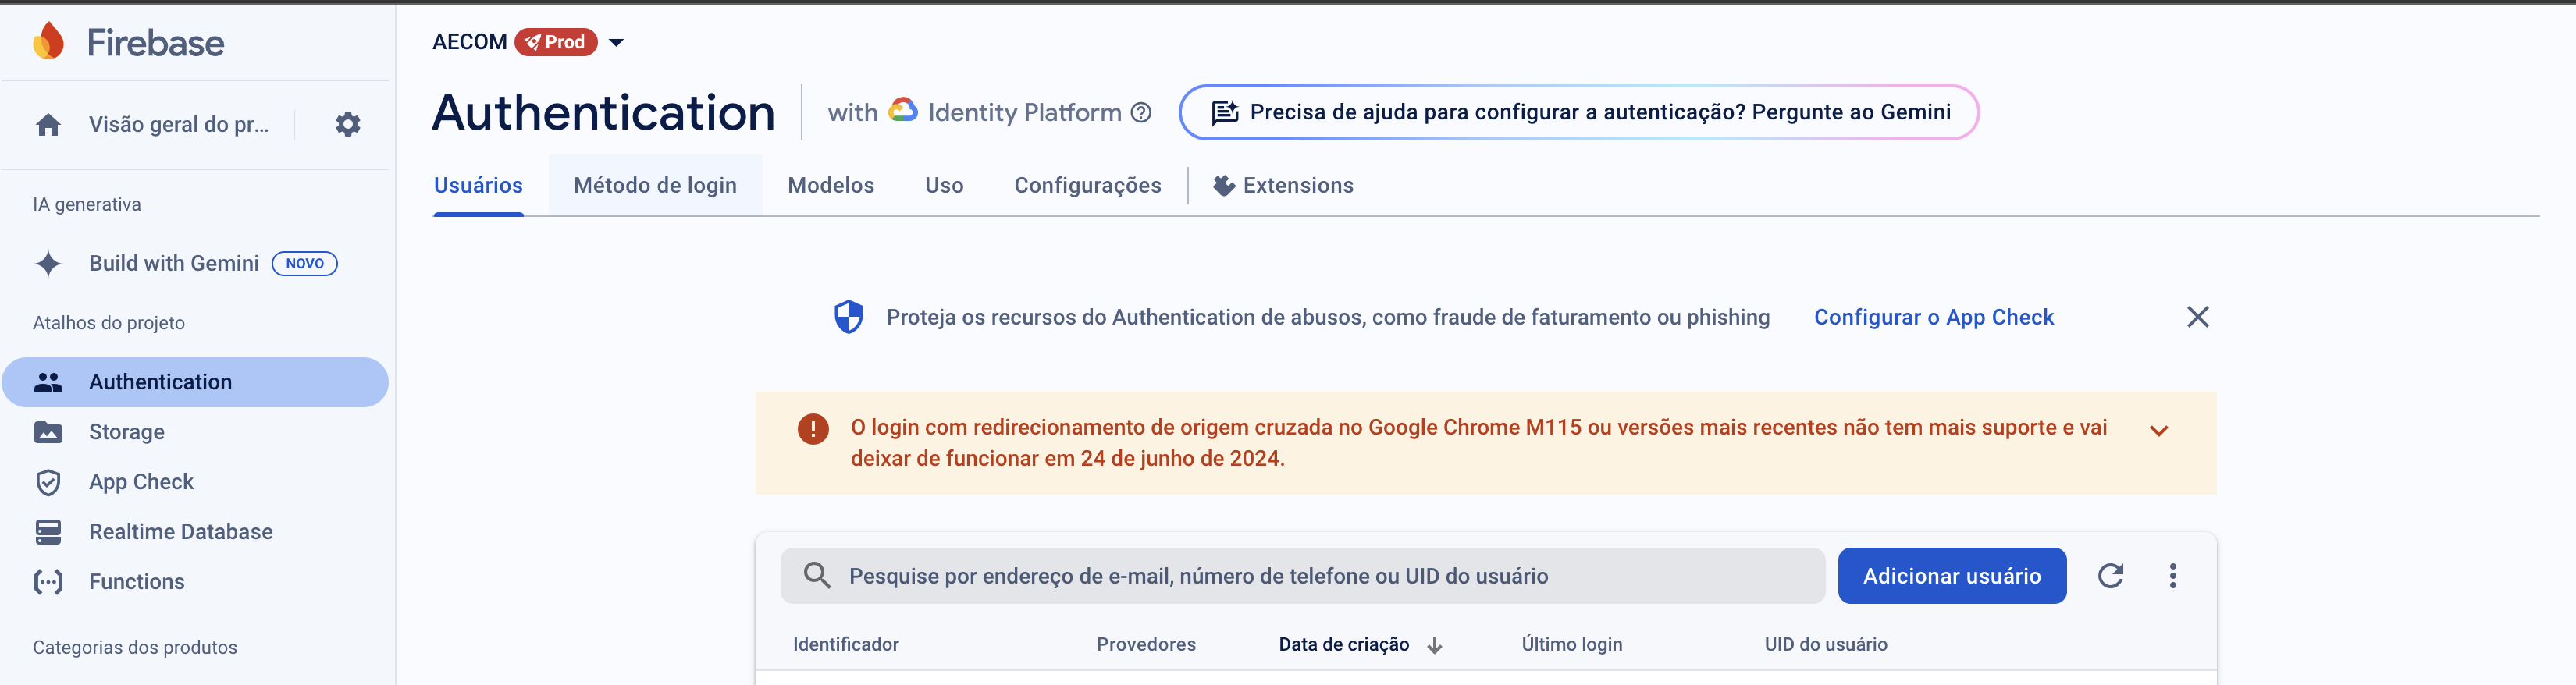 Firebase
Visão geral do pr...
IA generativa
Build with Gemini NOVO
Atalhos do projeto
Authentication
Storage
App Check
Realtime Database
Functions
Categorias dos produtos
AECOM Prod
Authentication with Identity Platform Precisa de ajuda para configurar a autenticação? Pergunte ao Gemini
Usuários Método de login Modelos Uso Configurações Extensions
Proteja os recursos do Authentication de abusos, como fraude de faturamento ou phishing Configurar o App Check
O login com redirecionamento de origem cruzada no Google Chrome M115 ou versões mais recentes não tem mais suporte e vai
deixar de funcionar em 24 de junho de 2024.
Pesquise por endereço de e-mail, número de telefone ou UID do usuário Adicionar usuário
Identificador Provedores Data de criação Último login UID do usuário